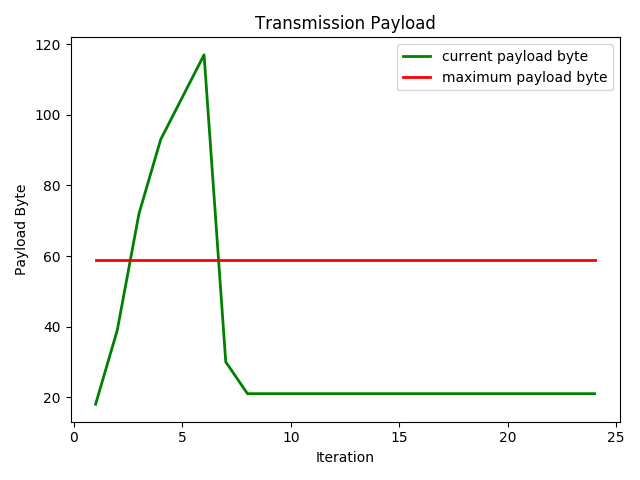 Transmission Payload
current payload byte
maximum payload byte
120
100
80
60
40
20
Payload Byte
0
5
10
15
20
25
Iteration